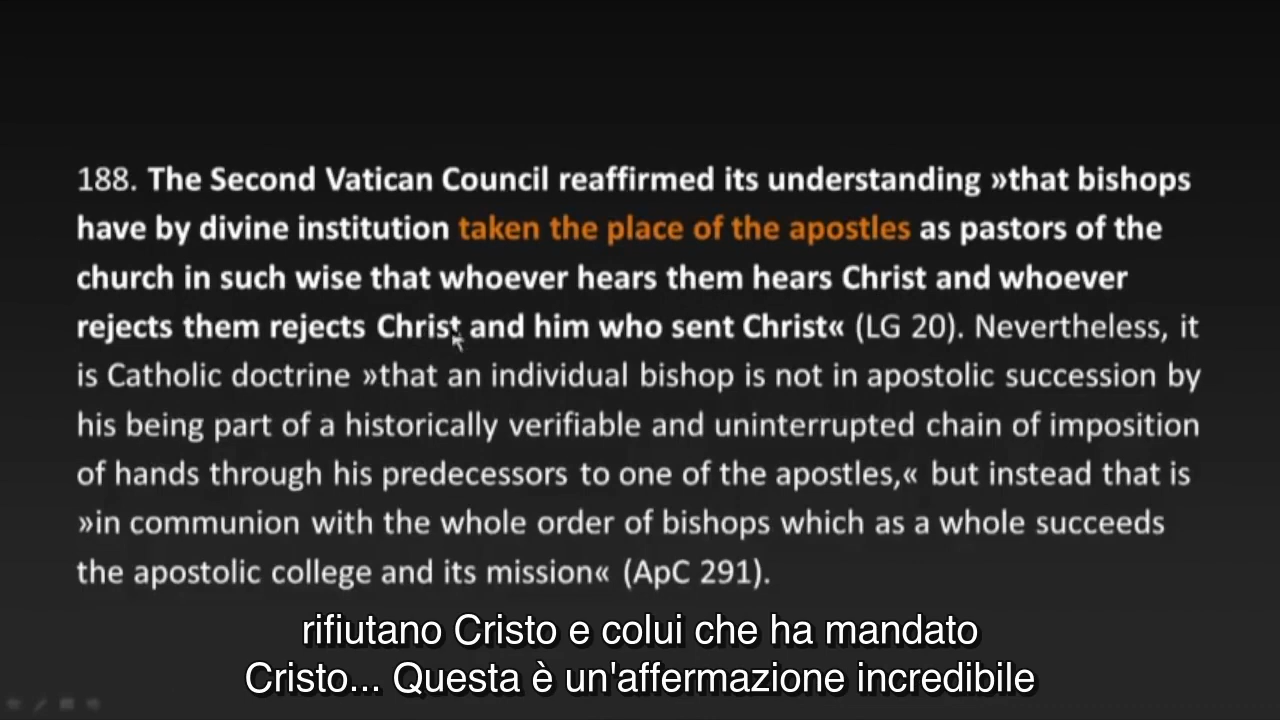 188. The Second Vatican Council reaffirmed its understanding »that bishops
have by divine institution taken the place of the apostles as pastors of the
church in such wise that whoever hears them hears Christ and whoever
rejects them rejects Christ and him who sent Christ« (LG 20). Nevertheless, it
is Catholic doctrine »that an individual bishop is not in apostolic succession by
his being part of a historically verifiable and uninterrupted chain of imposition
of hands through his predecessors to one of the apostles,« but instead that is
»in communion with the whole order of bishops which as a whole succeeds
the apostolic college and its mission« (ApC 291).
rifiutano Cristo e colui che ha mandato
Cristo... Questa è un'affermazione incredibile